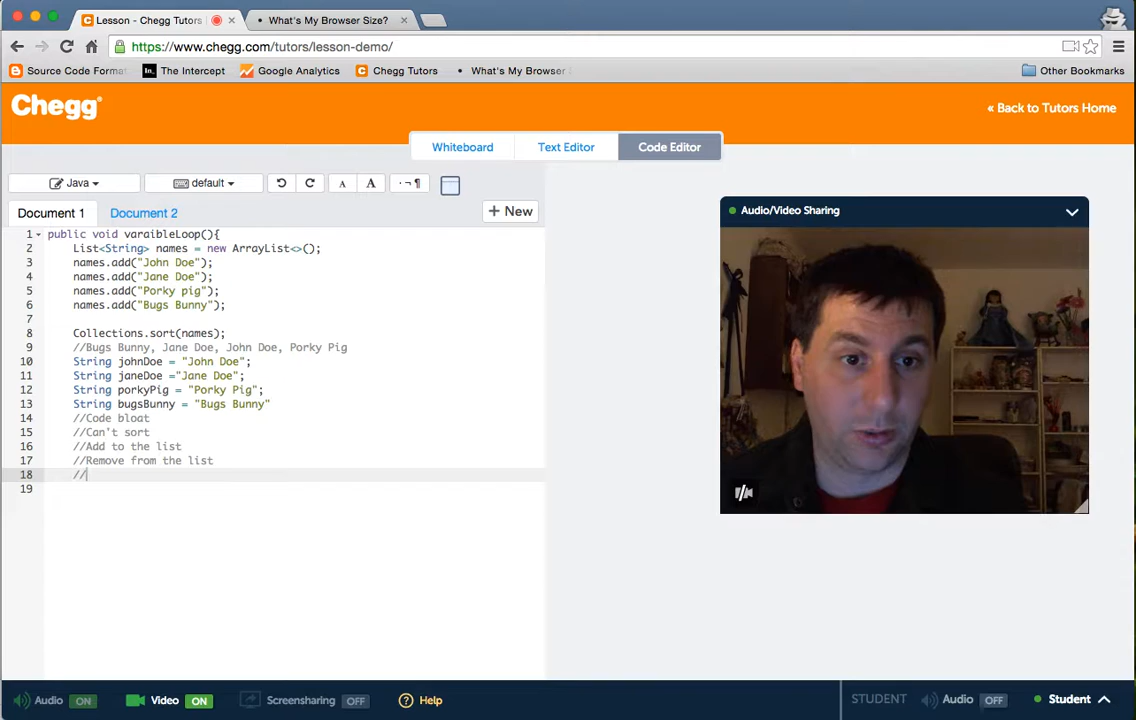 Lesson - Chegg Tutors
What's My Browser Size?
https://www.chegg.com/tutors/lesson-demo/
Source Code Format
The Intercept
Google Analytics
Chegg Tutors
What's My Browser
Other Bookmarks
Chegg®
« Back to Tutors Home
Whiteboard
Text Editor
Code Editor
Java
default
A
A
Document 1
Document 2
+ New
Audio/Video Sharing
1 public void varaibleLoop(){
2 List<String> names = new ArrayList<>();
3 names.add("John Doe");
4 names.add("Jane Doe");
5 names.add("Porky pig");
6 names.add("Bugs Bunny");
7
8 Collections.sort(names);
9 //Bugs Bunny, Jane Doe, John Doe, Porky Pig
10 String johnDoe = "John Doe";
11 String janeDoe ="Jane Doe";
12 String porkyPig = "Porky Pig";
13 String bugsBunny = "Bugs Bunny"
14 //Code bloat
15 //Can't sort
16 //Add to the list
17 //Remove from the list
18 //
19
Audio ON
Video ON
Screensharing OFF
Help
STUDENT
Audio OFF
Student